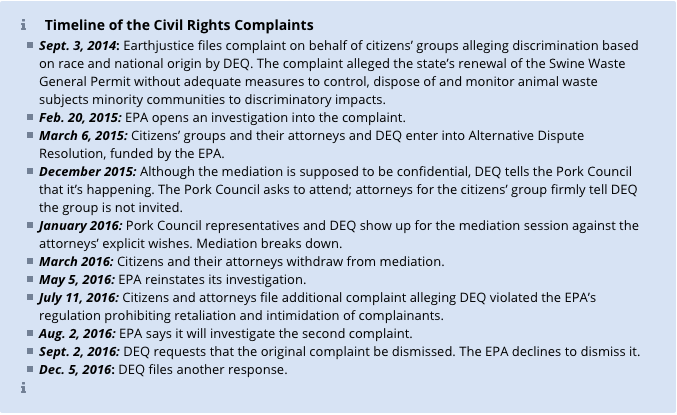 Timeline of the Civil Rights Complaints
Sept. 3, 2014: Earthjustice files complaint on behalf of citizens’ groups alleging discrimination based
on race and national origin by DEQ. The complaint alleged the state’s renewal of the Swine Waste
General Permit without adequate measures to control, dispose of and monitor animal waste
subjects minority communities to discriminatory impacts.
Feb. 20, 2015: EPA opens an investigation into the complaint.
March 6, 2015: Citizens’ groups and their attorneys and DEQ enter into Alternative Dispute
Resolution, funded by the EPA.
December 2015: Although the mediation is supposed to be confidential, DEQ tells the Pork Council
that it’s happening. The Pork Council asks to attend; attorneys for the citizens’ group firmly tell DEQ
the group is not invited.
January 2016: Pork Council representatives and DEQ show up for the mediation session against the
attorneys’ explicit wishes. Mediation breaks down.
March 2016: Citizens and their attorneys withdraw from mediation.
May 5, 2016: EPA reinstates its investigation.
July 11, 2016: Citizens and attorneys file additional complaint alleging DEQ violated the EPA’s
regulation prohibiting retaliation and intimidation of complainants.
Aug. 2, 2016: EPA says it will investigate the second complaint.
Sept. 2, 2016: DEQ requests that the original complaint be dismissed. The EPA declines to dismiss it.
Dec. 5, 2016: DEQ files another response.